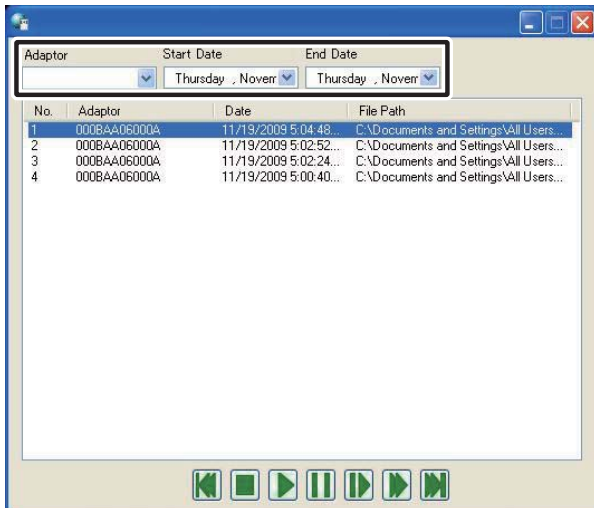 Adaptor Start Date End Date
Thursday , Noverr Thursday , Noverr
No. Adaptor Date File Path
1 000BAA06000A 11/19/2009 5:04:48... C:\Documents and Settings\All Users...
2 000BAA06000A 11/19/2009 5:02:52... C:\Documents and Settings\All Users...
3 000BAA06000A 11/19/2009 5:02:24... C:\Documents and Settings\All Users...
4 000BAA06000A 11/19/2009 5:00:40... C:\Documents and Settings\All Users...